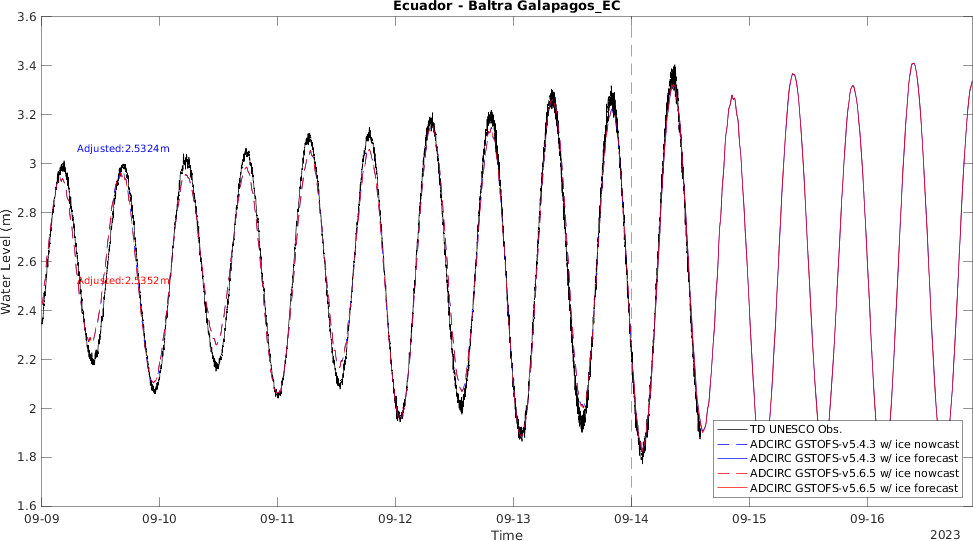 Ecuador - Baltra Galapagos_EC
3.6
3.4
3.2
3
2.8
2.6
2.4
2.2
2
1.8
1.6
Water Level (m)
Adjusted:2.5324m
Adjusted:2.5352m
TD UNESCO Obs.
ADCIRC GSTOFS-v5.4.3 w/ ice nowcast
ADCIRC GSTOFS-v5.4.3 w/ ice forecast
ADCIRC GSTOFS-v5.6.5 w/ ice nowcast
ADCIRC GSTOFS-v5.6.5 w/ ice forecast
09-09 09-10 09-11 09-12 09-13 09-14 09-15 09-16
Time
2023